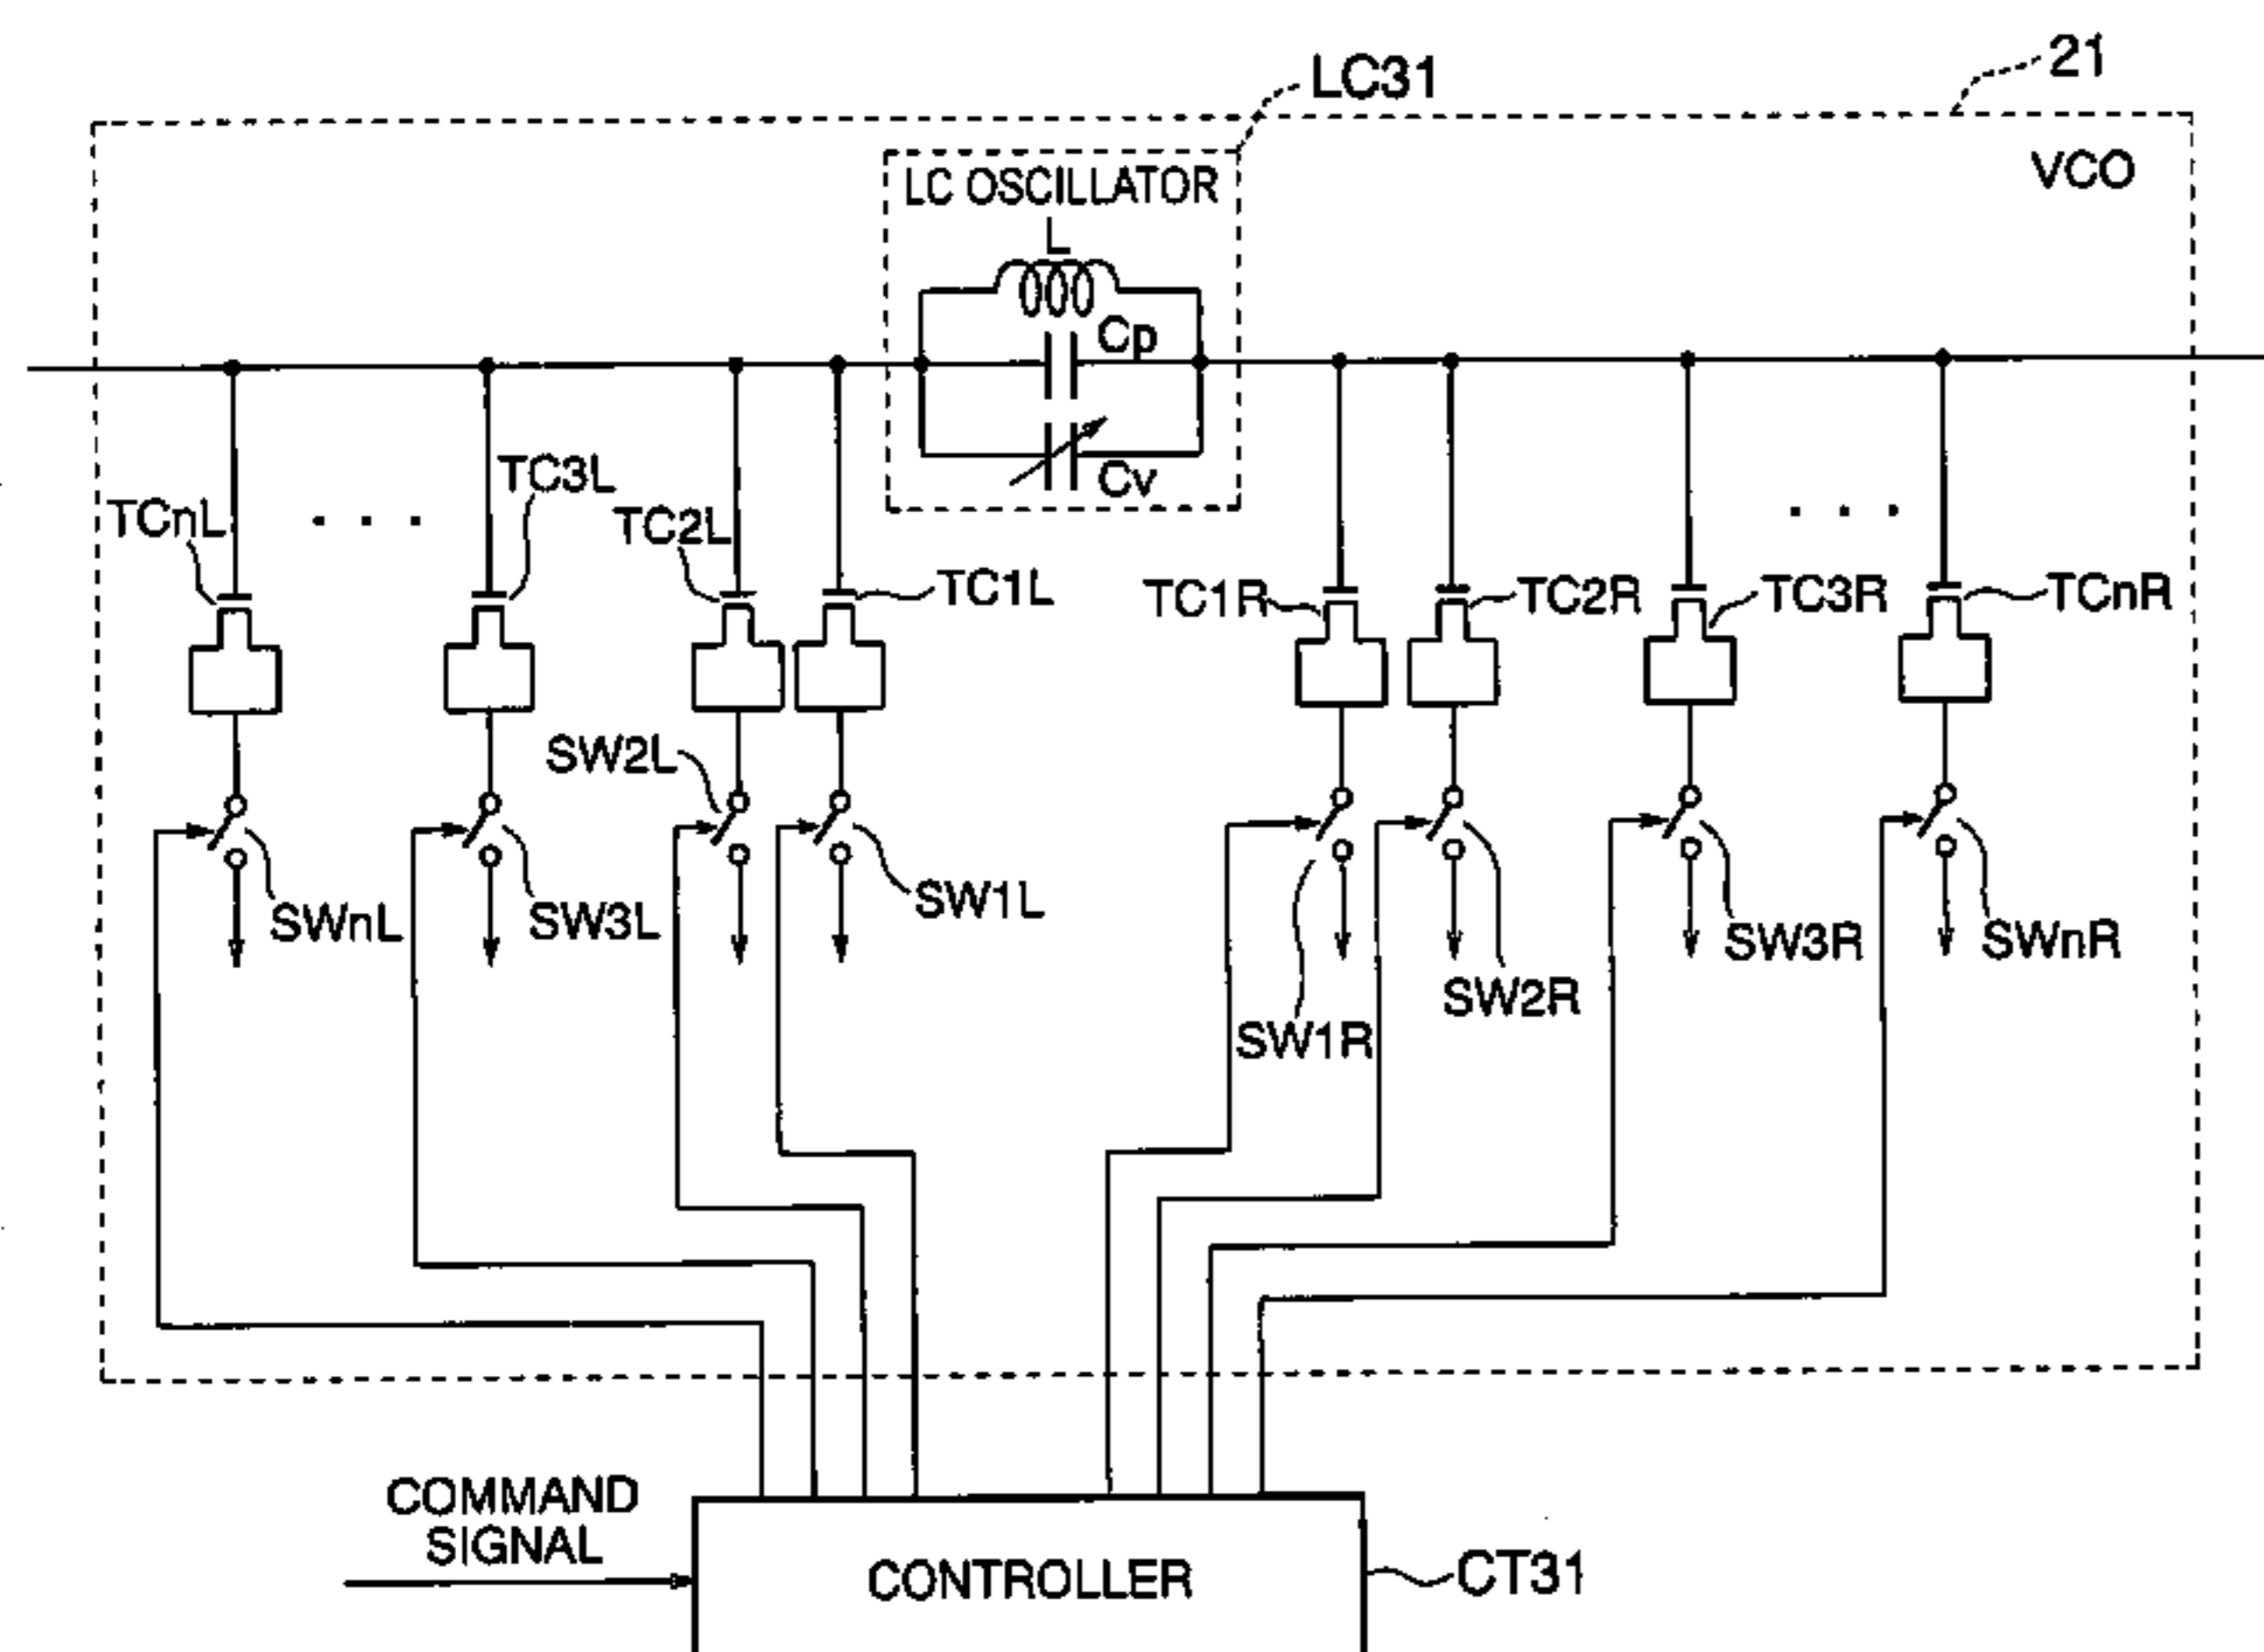 21
LC31
VCO
LC OSCILLATOR
L
Cp
Cv
TCnL
. . .
TC3L
TC2L
TC1L
TC1R
TC2R
TC3R
. . .
TCnR
SW2L
SWnL
SW3L
SW1L
SW1R
SW2R
SW3R
SWnR
COMMAND
SIGNAL
CONTROLLER
CT31